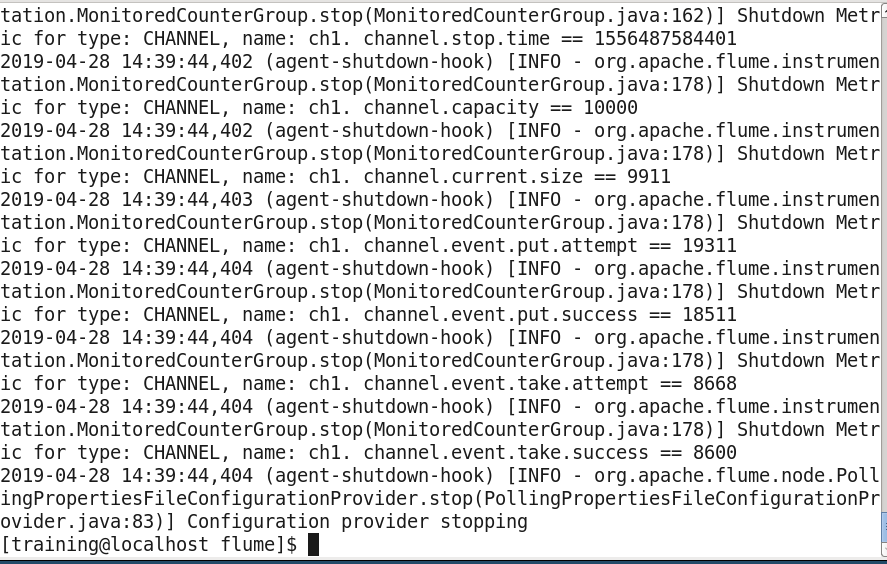 tation.MonitoredCounterGroup.stop(MonitoredCounterGroup.java:162)] Shutdown Metr
ic for type: CHANNEL, name: ch1. channel.stop.time == 1556487584401
2019-04-28 14:39:44,402 (agent-shutdown-hook) [INFO - org.apache.flume.instrumen
tation.MonitoredCounterGroup.stop(MonitoredCounterGroup.java:178)] Shutdown Metr
ic for type: CHANNEL, name: ch1. channel.capacity == 10000
2019-04-28 14:39:44,402 (agent-shutdown-hook) [INFO - org.apache.flume.instrumen
tation.MonitoredCounterGroup.stop(MonitoredCounterGroup.java:178)] Shutdown Metr
ic for type: CHANNEL, name: ch1. channel.current.size == 9911
2019-04-28 14:39:44,403 (agent-shutdown-hook) [INFO - org.apache.flume.instrumen
tation.MonitoredCounterGroup.stop(MonitoredCounterGroup.java:178)] Shutdown Metr
ic for type: CHANNEL, name: ch1. channel.event.put.attempt == 19311
2019-04-28 14:39:44,404 (agent-shutdown-hook) [INFO - org.apache.flume.instrumen
tation.MonitoredCounterGroup.stop(MonitoredCounterGroup.java:178)] Shutdown Metr
ic for type: CHANNEL, name: ch1. channel.event.put.success == 18511
2019-04-28 14:39:44,404 (agent-shutdown-hook) [INFO - org.apache.flume.instrumen
tation.MonitoredCounterGroup.stop(MonitoredCounterGroup.java:178)] Shutdown Metr
ic for type: CHANNEL, name: ch1. channel.event.take.attempt == 8668
2019-04-28 14:39:44,404 (agent-shutdown-hook) [INFO - org.apache.flume.instrumen
tation.MonitoredCounterGroup.stop(MonitoredCounterGroup.java:178)] Shutdown Metr
ic for type: CHANNEL, name: ch1. channel.event.take.success == 8600
2019-04-28 14:39:44,404 (agent-shutdown-hook) [INFO - org.apache.flume.node.Poll
ingPropertiesFileConfigurationProvider.stop(PollingPropertiesFileConfigurationPr
ovider.java:83)] Configuration provider stopping
[training@localhost flume]$